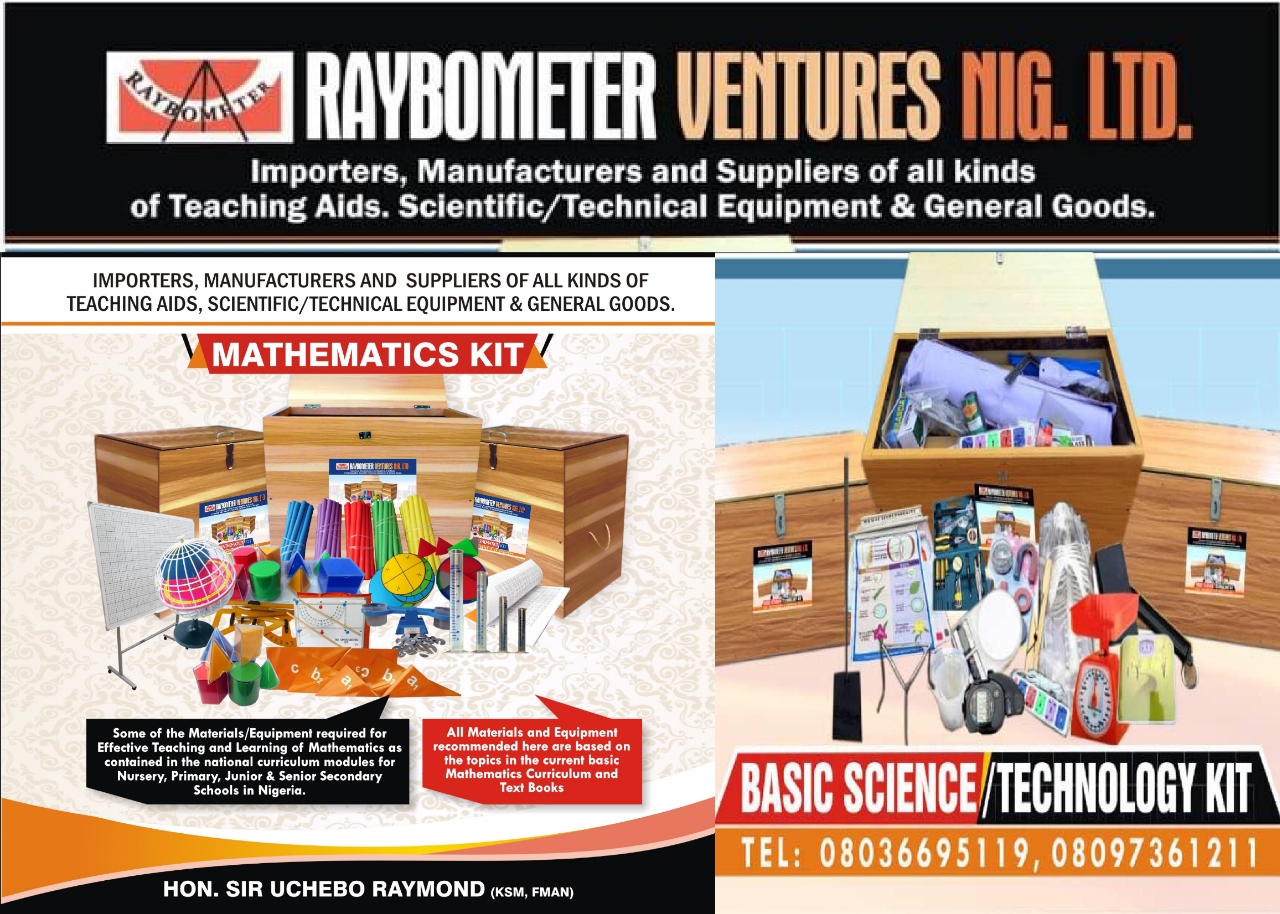 RAYBOMETER
RAYBOMETER VENTURES NIG. LTD.
Importers, Manufacturers and Suppliers of all kinds
of Teaching Aids. Scientific/Technical Equipment & General Goods.
IMPORTERS, MANUFACTURERS AND SUPPLIERS OF ALL KINDS OF
TEACHING AIDS, SCIENTIFIC/TECHNICAL EQUIPMENT & GENERAL GOODS.
MATHEMATICS KIT
RAYBOMETER VENTURES NIG. LTD
Some of the Materials/Equipment required for
Effective Teaching and Learning of Mathematics as
contained in the national curriculum modules for
Nursery, Primary, Junior & Senior Secondary
Schools in Nigeria.
All Materials and Equipment
recommended here are based on
the topics in the current basic
Mathematics Curriculum and
Text Books
HON. SIR UCHEBO RAYMOND (KSM, FMAN)
BASIC SCIENCE/TECHNOLOGY KIT
TEL: 08036695119, 08097361211